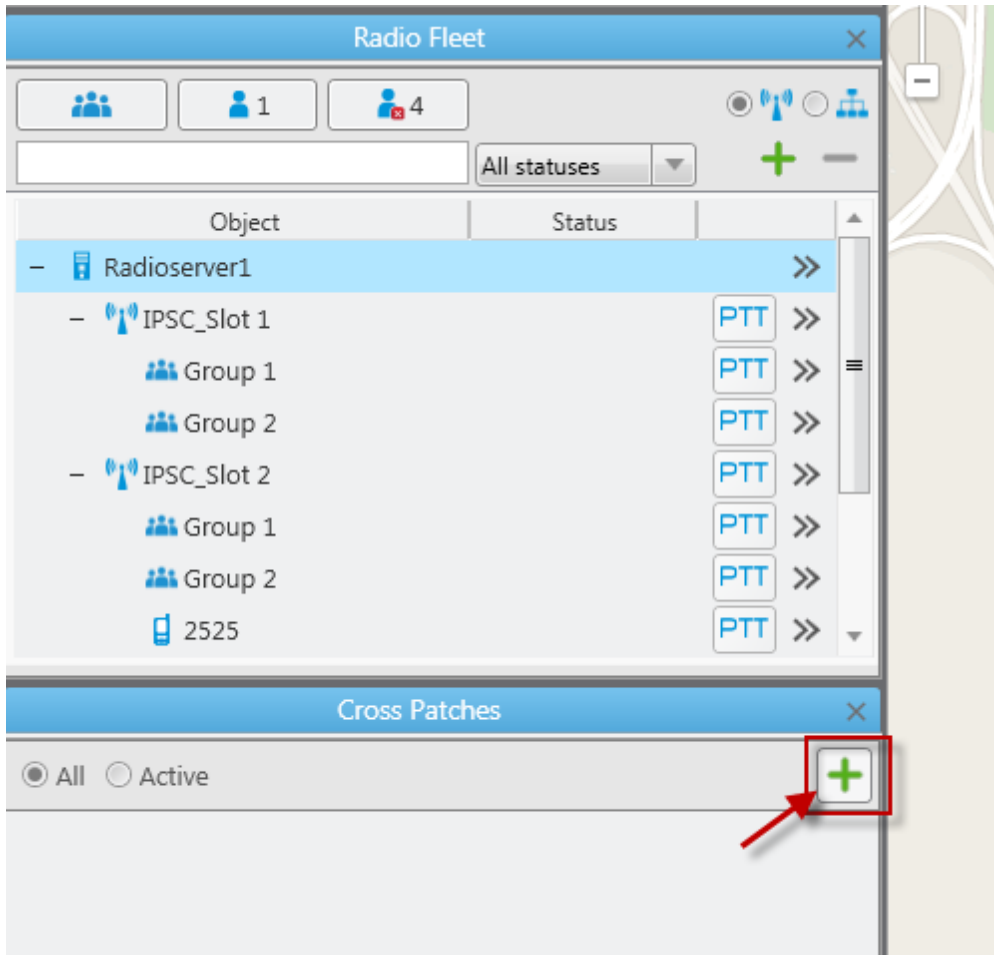 Radio Fleet
1
4
All statuses
Object Status
Radioserver1
IPSC_Slot 1 PTT
Group 1 PTT
Group 2 PTT
IPSC_Slot 2 PTT
Group 1 PTT
Group 2 PTT
2525 PTT
Cross Patches
All Active